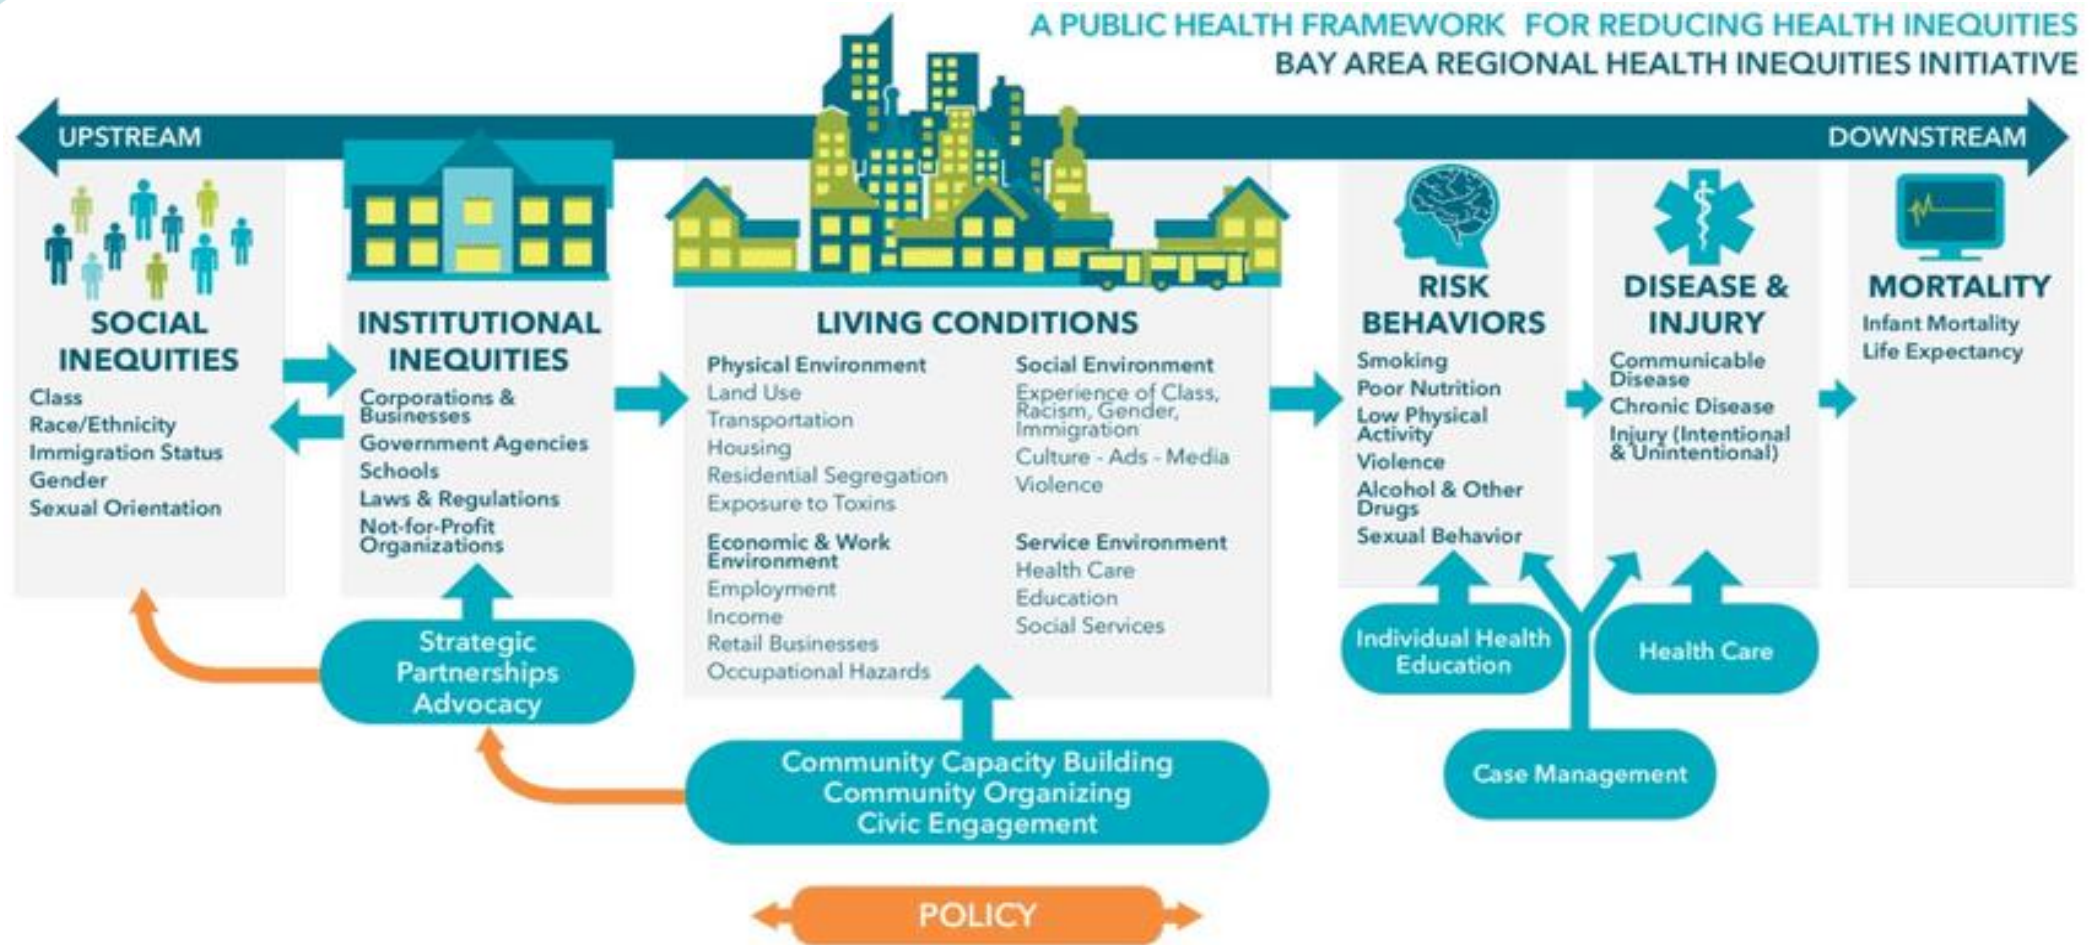 A PUBLIC HEALTH FRAMEWORK FOR REDUCING HEALTH INEQUITIES
BAY AREA REGIONAL HEALTH INEQUITIES INITIATIVE
UPSTREAM
DOWNSTREAM
SOCIAL
INEQUITIES
Class
Race/Ethnicity
Immigration Status
Gender
Sexual Orientation
INSTITUTIONAL
INEQUITIES
Corporations &
Businesses
Government Agencies
Schools
Laws & Regulations
Not-for-Profit
Organizations
LIVING CONDITIONS
Physical Environment
Land Use
Transportation
Housing
Residential Segregation
Exposure to Toxins
Economic & Work
Environment
Employment
Income
Retail Businesses
Occupational Hazards
Social Environment
Experience of Class,
Racism, Gender,
Immigration
Culture - Ads - Media
Violence
Service Environment
Health Care
Education
Social Services
RISK
BEHAVIORS
Smoking
Poor Nutrition
Low Physical
Activity
Violence
Alcohol & Other
Drugs
Sexual Behavior
DISEASE &
INJURY
Communicable
Disease
Chronic Disease
Injury (Intentional
& Unintentional)
MORTALITY
Infant Mortality
Life Expectancy
Strategic
Partnerships
Advocacy
Community Capacity Building
Community Organizing
Civic Engagement
Individual Health
Education
Health Care
Case Management
POLICY